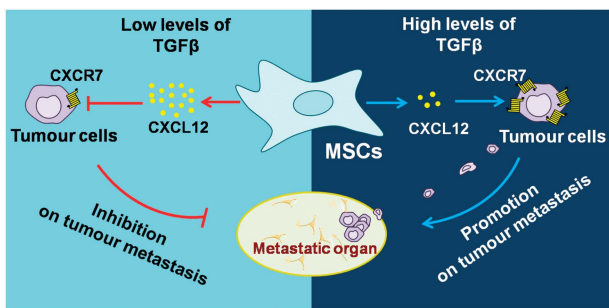 Low levels of
TGFβ
CXCR7
CXCL12
Tumour cells
Inhibition
on tumour metastasis
MSCs
Metastatic organ
High levels of
TGFβ
CXCR7
CXCL12
Tumour cells
Promotion
on tumour metastasis